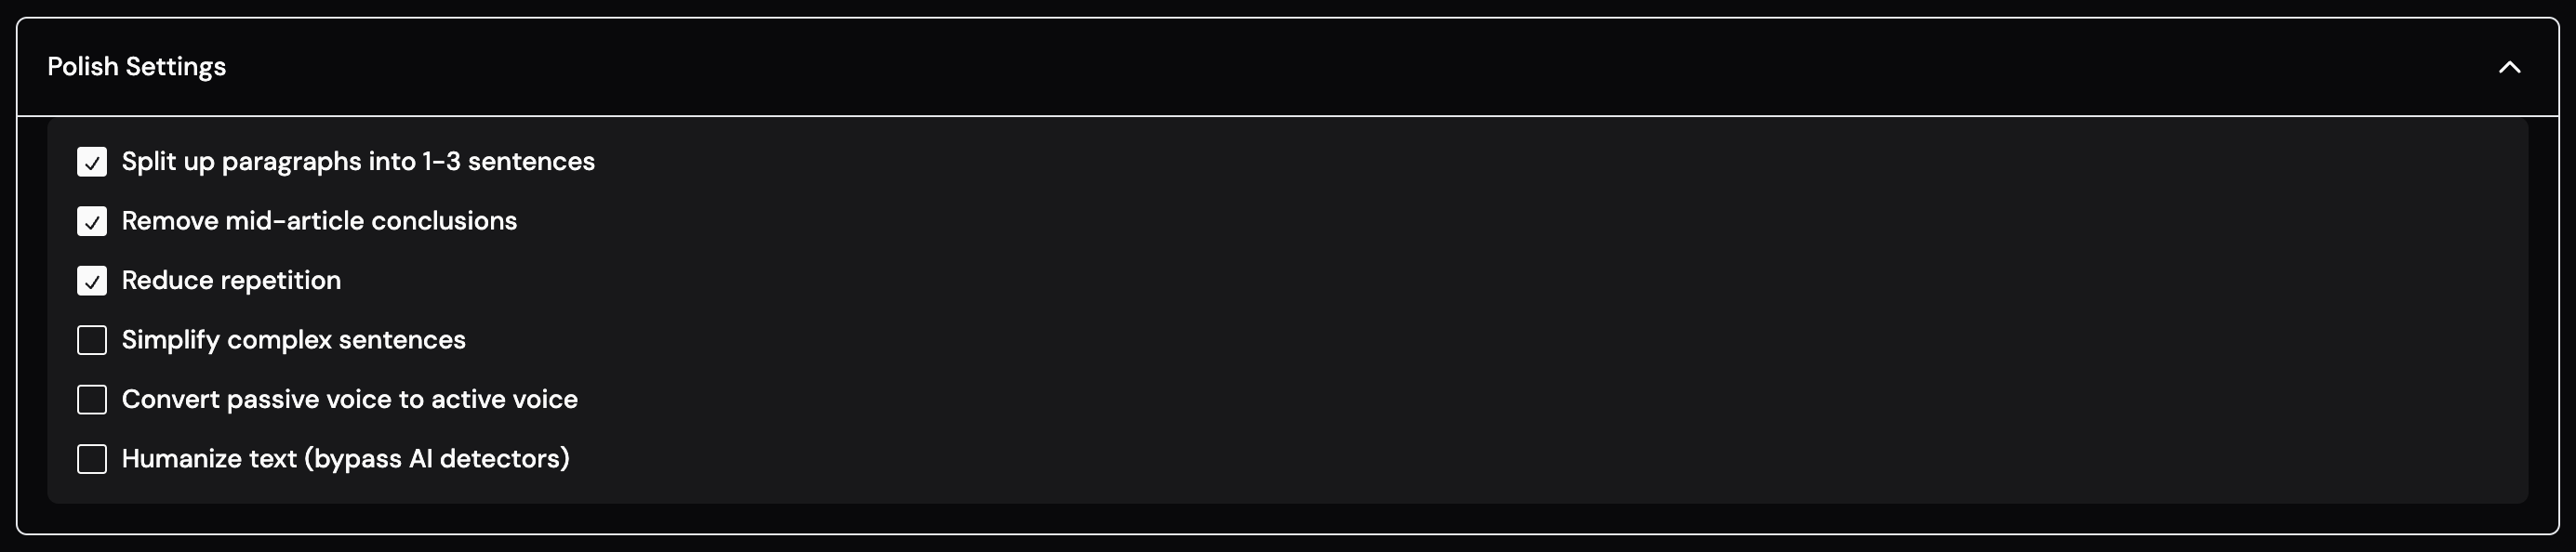 Polish Settings
Split up paragraphs into 1-3 sentences
Remove mid-article conclusions
Reduce repetition
Simplify complex sentences
Convert passive voice to active voice
Humanize text (bypass AI detectors)